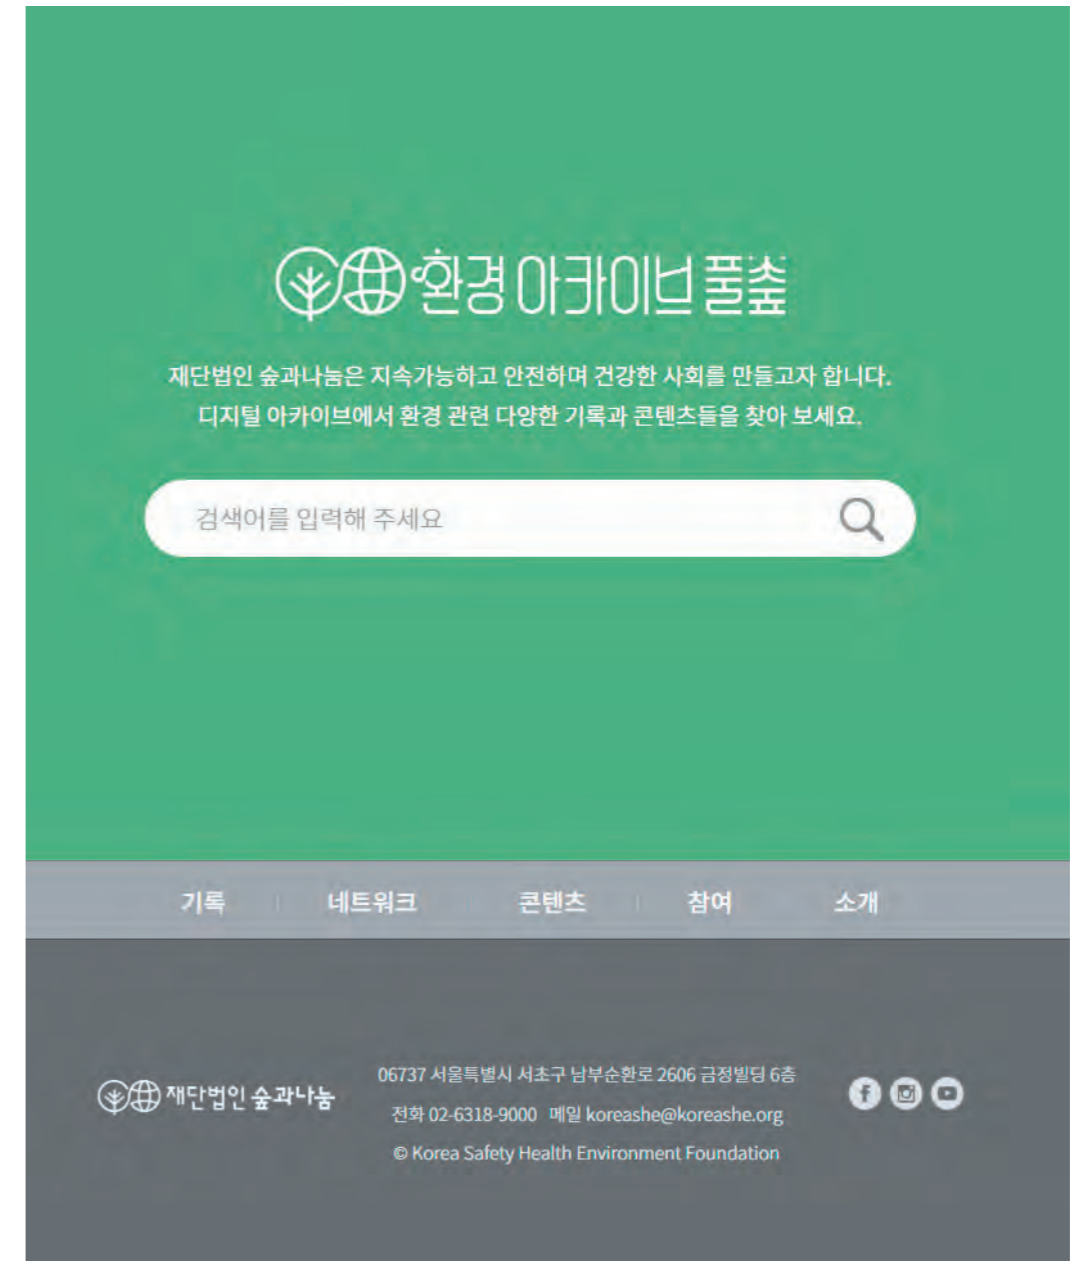 환경 아카이브 풀숲
재단법인 숲과나눔은 지속가능하고 안전하며 건강한 사회를 만들고자 합니다.
디지털 아카이브에서 환경 관련 다양한 기록과 콘텐츠들을 찾아 보세요.
검색어를 입력해 주세요
기록 네트워크 콘텐츠 참여 소개
재단법인 숲과나눔
06737 서울특별시 서초구 남부순환로 2606 금정빌딩 6층
전화 02-6318-9000 메일 koreashe@koreashe.org
© Korea Safety Health Environment Foundation